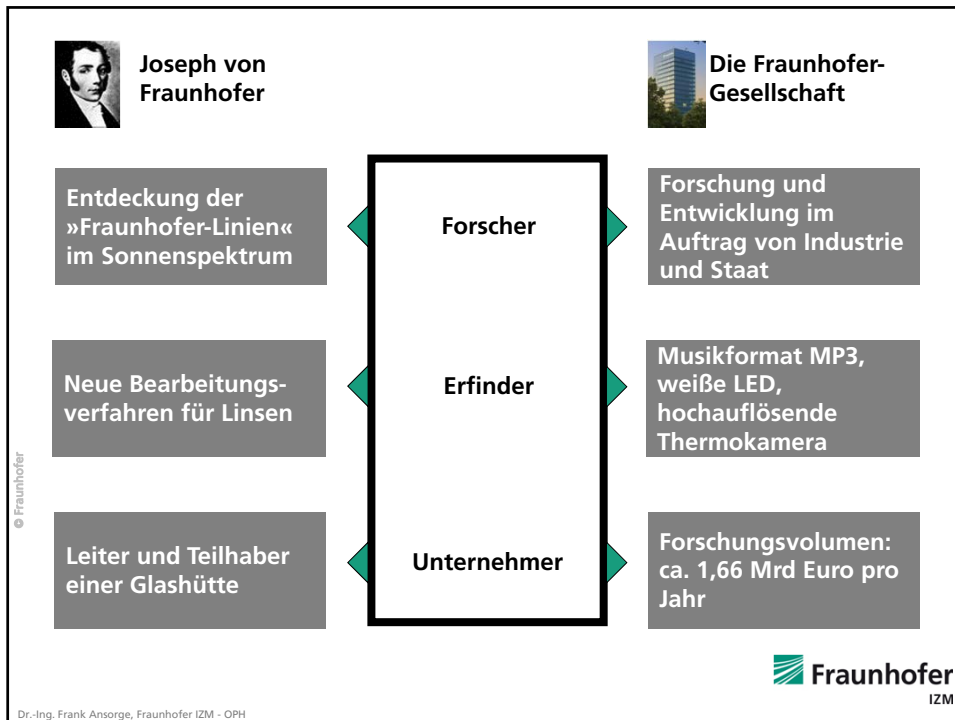 Joseph von
Fraunhofer
Die Fraunhofer-
Gesellschaft
Entdeckung der
»Fraunhofer-Linien«
im Sonnenspektrum
Forscher
Forschung und
Entwicklung im
Auftrag von Industrie
und Staat
Neue Bearbeitungs-
verfahren für Linsen
Erfinder
Musikformat MP3,
weiße LED,
hochauflösende
Thermokamera
Leiter und Teilhaber
einer Glashütte
Unternehmer
Forschungsvolumen:
ca. 1,66 Mrd Euro pro
Jahr
© Fraunhofer
Fraunhofer
IZM
Dr.-Ing. Frank Ansorge, Fraunhofer IZM - OPH